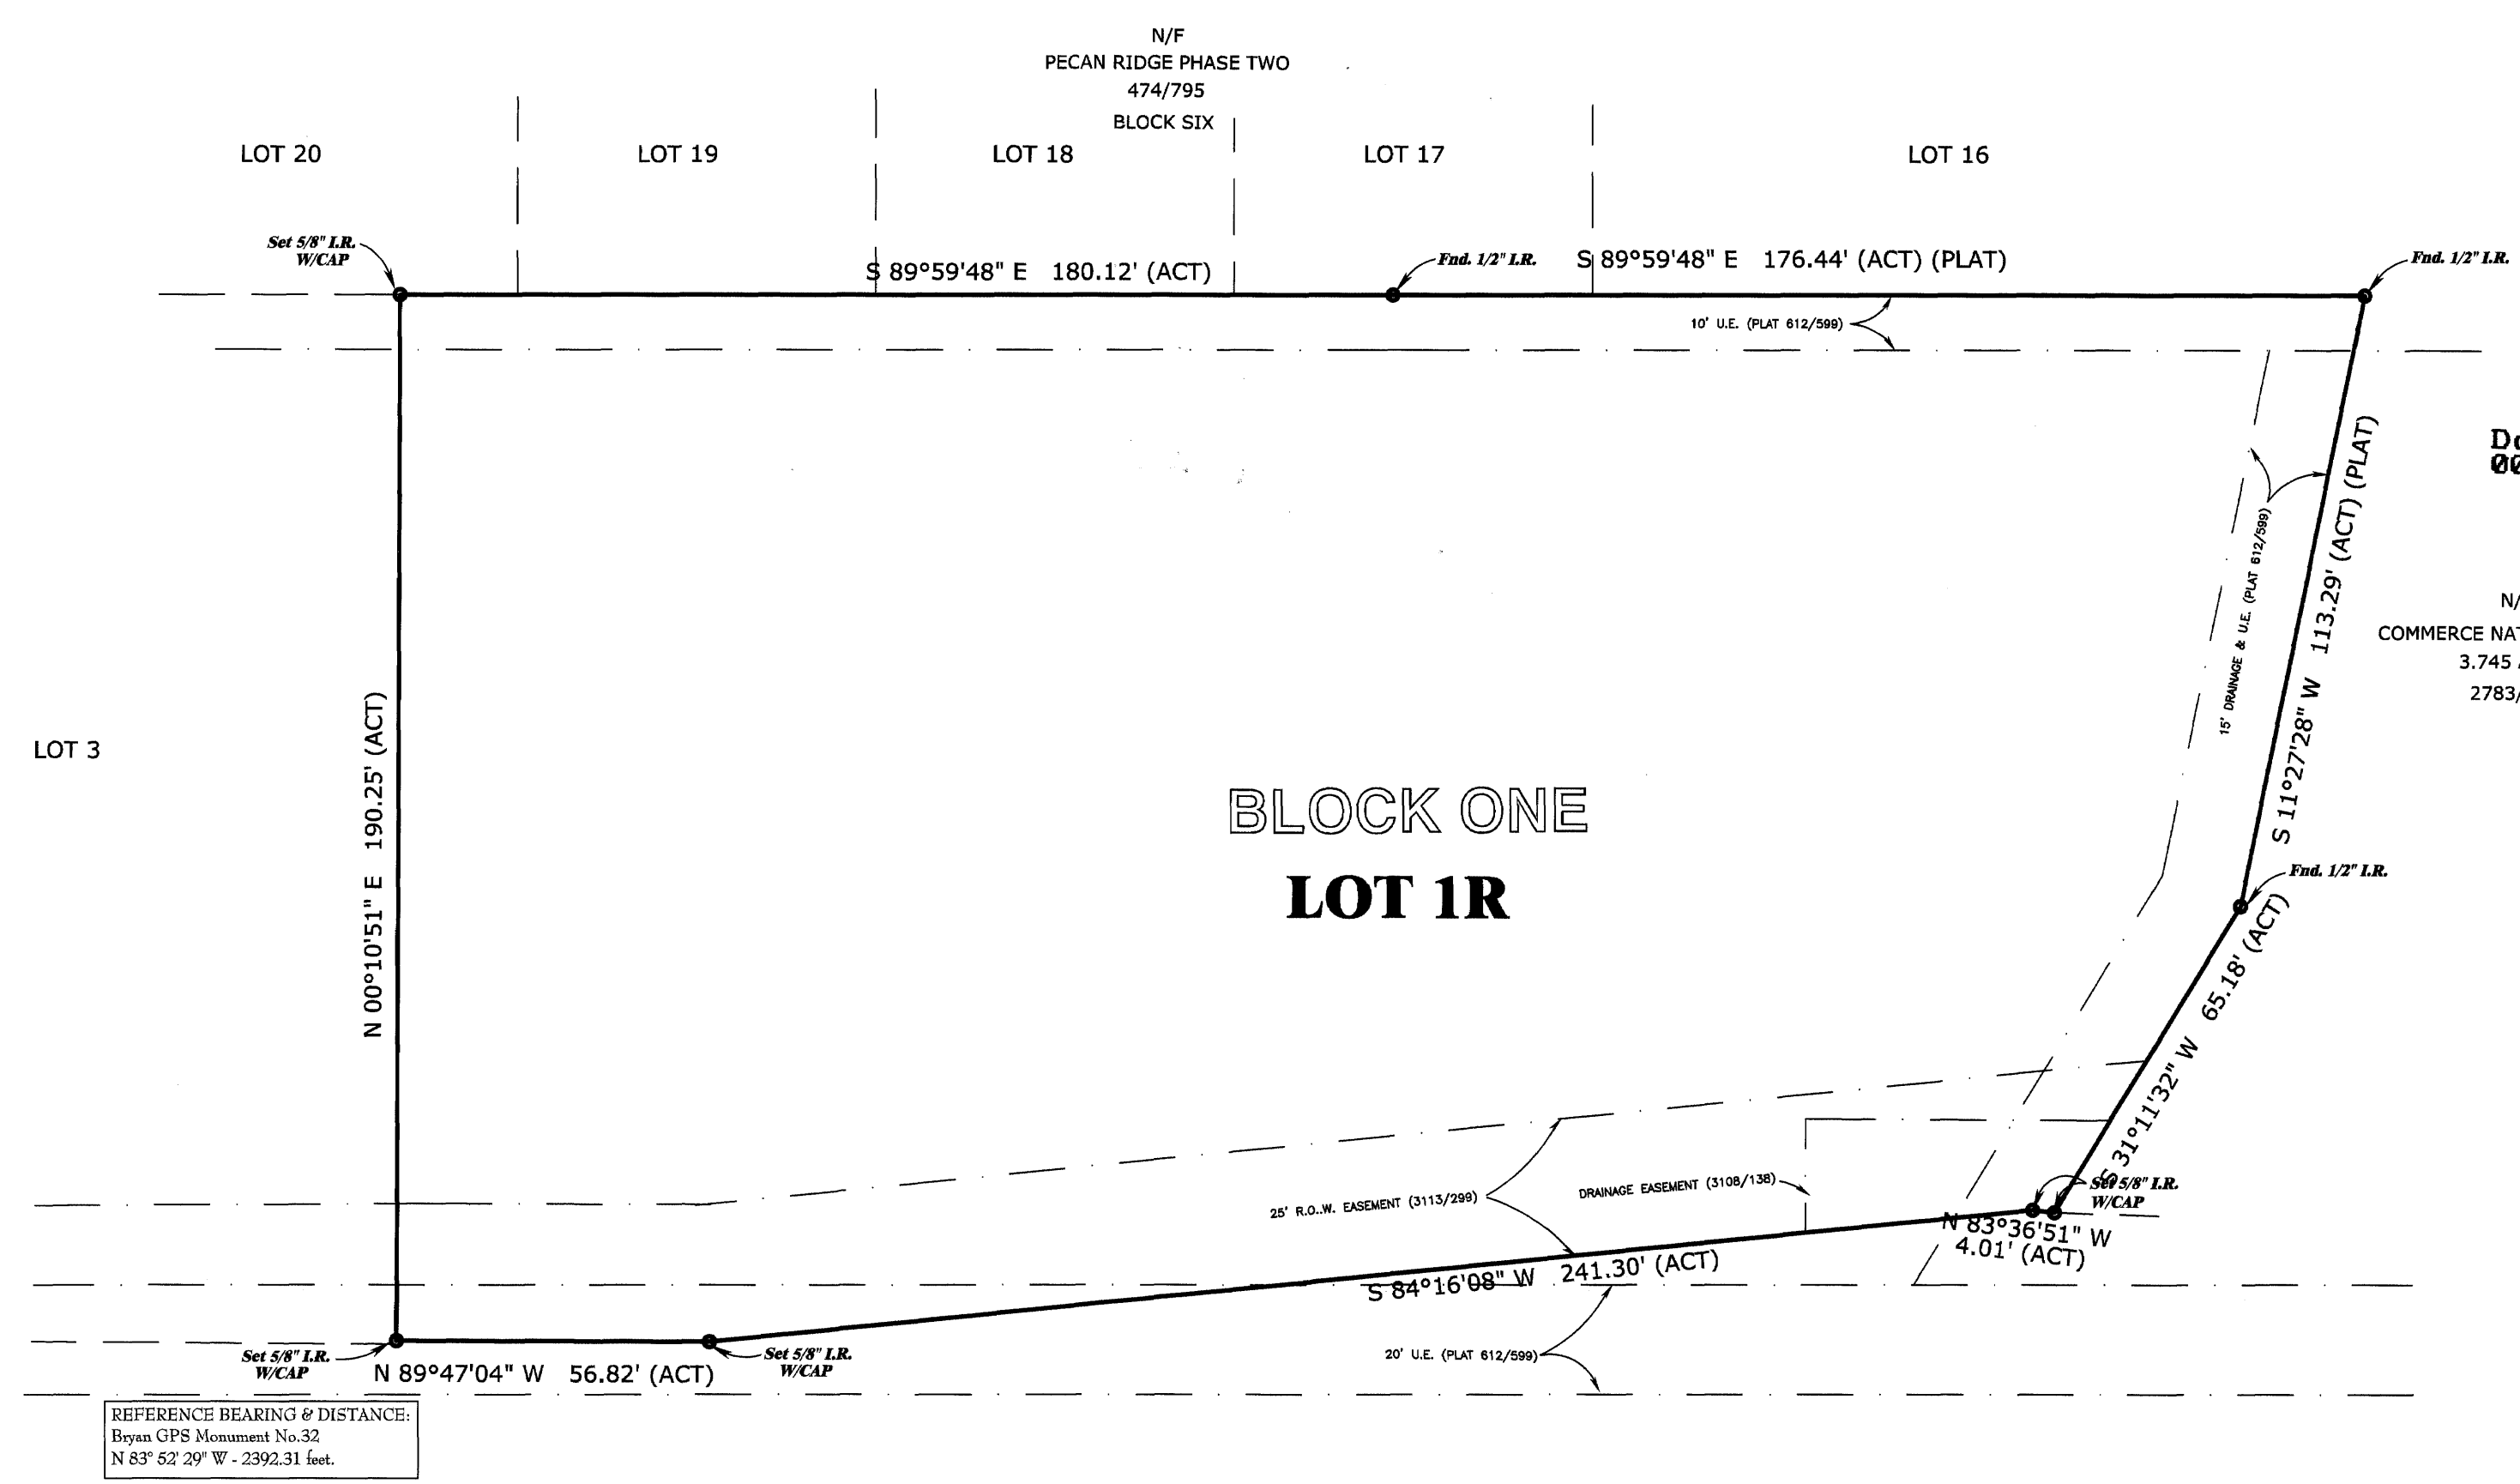 N/F
PECAN RIDGE PHASE TWO
474/795
BLOCK SIX
LOT 20
LOT 19
LOT 18
LOT 17
LOT 16
Set 5/8" I.R.
W/CAP
S 89°59'48" E 180.12' (ACT)
Fnd. 1/2" I.R.
S 89°59'48" E 176.44' (ACT) (PLAT)
Fnd. 1/2" I.R.
10' U.E. (PLAT 612/599)
15' DRAINAGE & U.E. (PLAT 612/599)
S 11°27'28" W 113.29' (ACT) (PLAT)
N/
COMMERCE NAT
3.745
2783/
LOT 3
N 00°10'51" E 190.25' (ACT)
BLOCK ONE
LOT 1R
Fnd. 1/2" I.R.
S 31°11'32" W 65.18' (ACT)
25' R.O..W. EASEMENT (3113/299)
DRAINAGE EASEMENT (3108/138)
Set 5/8" I.R.
W/CAP
N 83°36'51" W
4.01' (ACT)
S 84°16'08" W 241.30' (ACT)
20' U.E. (PLAT 612/599)
Set 5/8" I.R.
W/CAP
N 89°47'04" W 56.82' (ACT)
Set 5/8" I.R.
W/CAP
REFERENCE BEARING & DISTANCE:
Bryan GPS Monument No.32
N 83° 52' 29" W - 2392.31 feet.